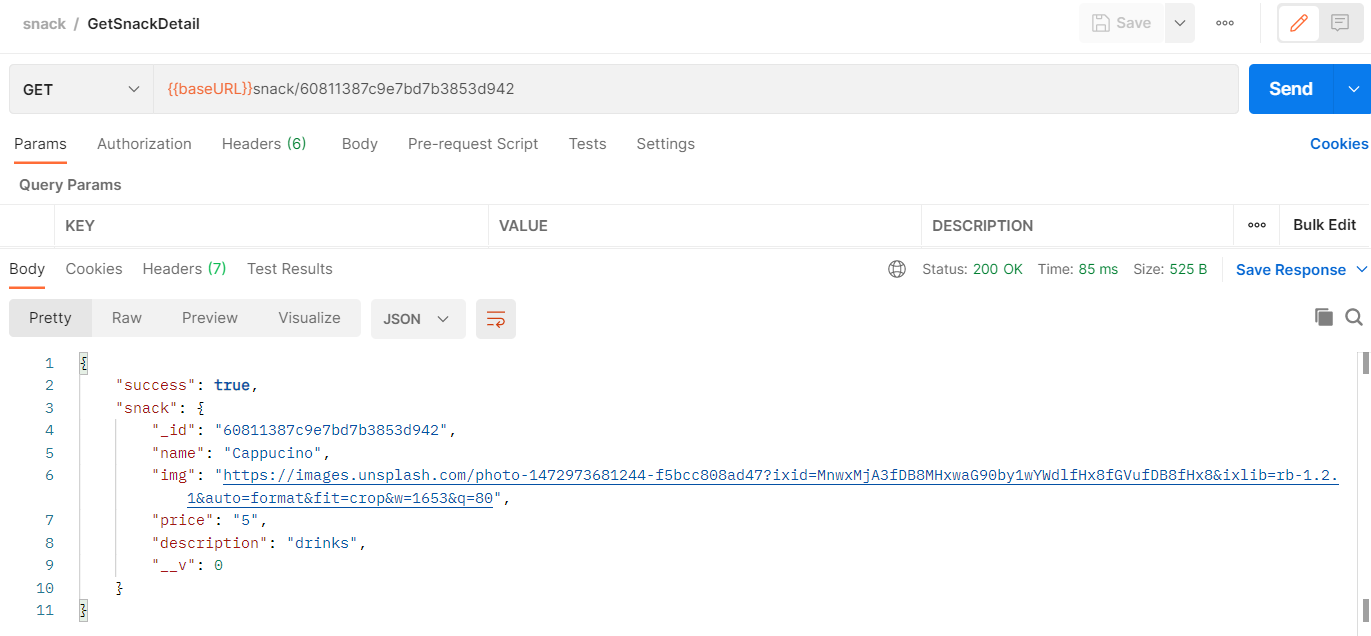 snack / GetSnackDetail
Save
GET
{{baseURL}}snack/60811387c9e7bd7b3853d942
Send
Params Authorization Headers (6) Body Pre-request Script Tests Settings Cookies
Query Params
KEY VALUE DESCRIPTION Bulk Edit
Body Cookies Headers (7) Test Results Status: 200 OK Time: 85 ms Size: 525 B Save Response
Pretty Raw Preview Visualize JSON
1 {
2 "success": true,
3 "snack": {
4 "_id": "60811387c9e7bd7b3853d942",
5 "name": "Cappucino",
6 "img": "https://images.unsplash.com/photo-1472973681244-f5bcc808ad47?ixid=MnwxMjA3fDB8MHxwaG90by1wYWdlfHx8fGVufDB8fHx8&ixlib=rb-1.2.
1&auto=format&fit=crop&w=1653&q=80",
7 "price": "5",
8 "description": "drinks",
9 "__v": 0
10 }
11 }